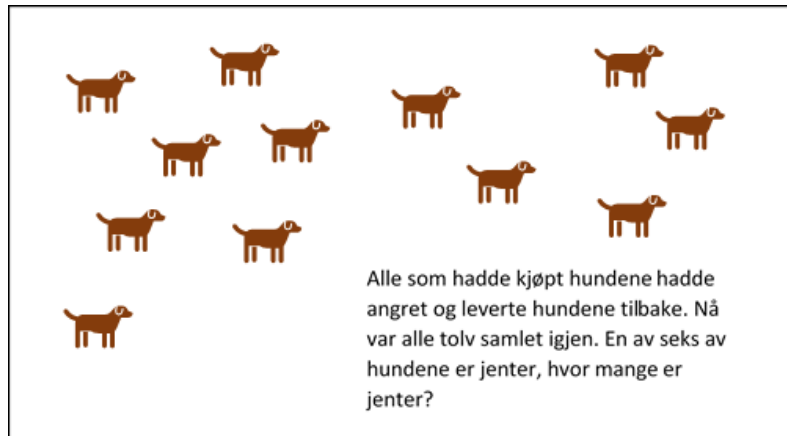 Alle som hadde kjøpt hundene hadde
angret og leverte hundene tilbake. Nå
var alle tolv samlet igjen. En av seks av
hundene er jenter, hvor mange er
jenter?